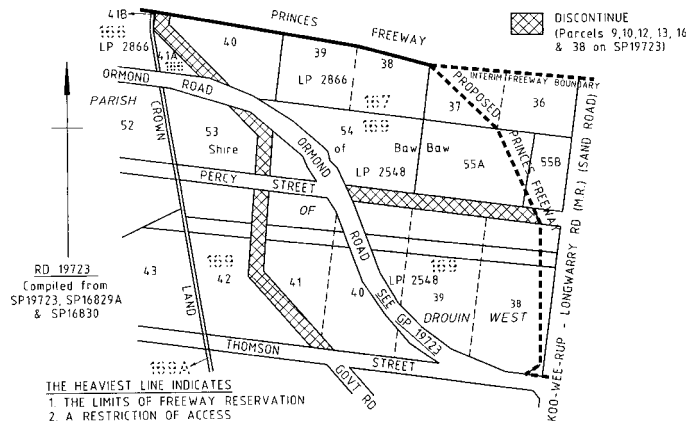 PRINCES FREEWAY
DISCONTINUE
(Parcels 9,10,12, 13, 16
& 38 on SP19723)
41B
LP 2866
41A
40
39
38
LP 2866
INTERIM FREEWAY BOUNDARY
PROPOSED PRINCES FREEWAY
37
36
ORMOND ROAD
PARISH
OF
DROUIN WEST
52
53
54
Shire of Baw Baw
LP 2548
55A
55B
CROWN LAND
PERCY STREET
ORMOND ROAD
SEE GP 19723
KOO-WEE-RUP - LONGWARRY RD (M.R.) (SAND ROAD)
RD 19723
Compiled from
SP19723, SP16829A
& SP16830
43
42
41
40
LP 2548
39
38
THOMSON STREET
GOVT RD
THE HEAVIEST LINE INDICATES
1. THE LIMITS OF FREEWAY RESERVATION
2. A RESTRICTION OF ACCESS